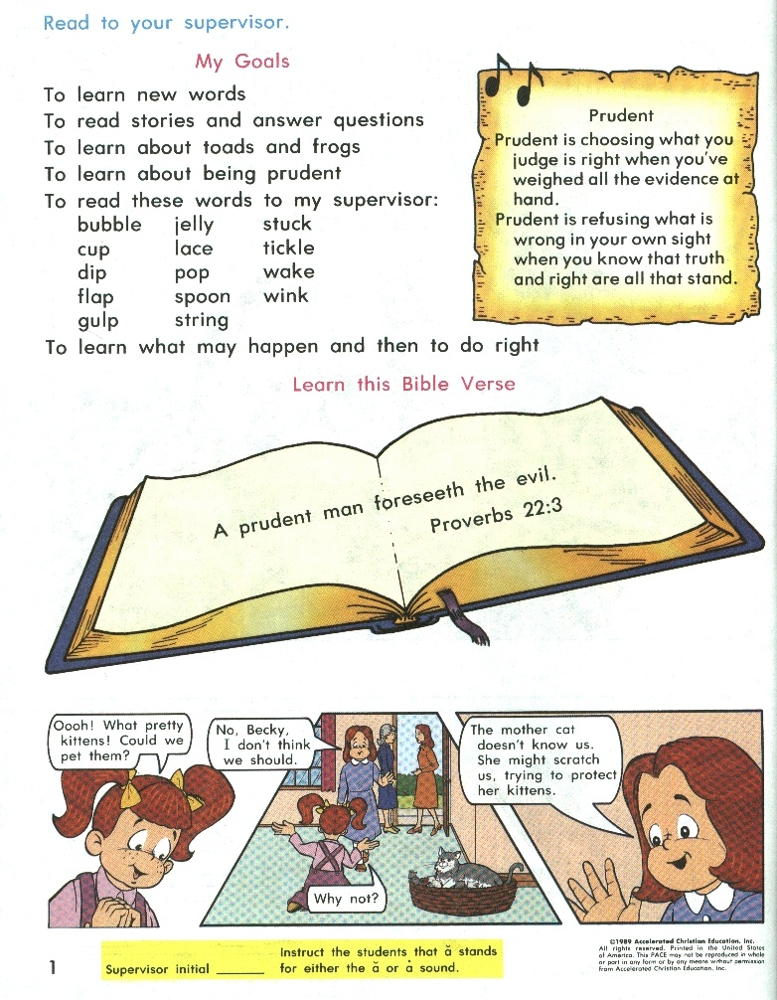 Read to your supervisor.
My Goals
To learn new words
To read stories and answer questions
To learn about toads and frogs
To learn about being prudent
To read these words to my supervisor:
bubble jelly stuck
cup lace tickle
dip pop wake
flap spoon wink
gulp string
To learn what may happen and then to do right
Prudent
Prudent is choosing what you
judge is right when you've
weighed all the evidence at
hand.
Prudent is refusing what is
wrong in your own sight
when you know that truth
and right are all that stand.
Learn this Bible Verse
A prudent man foreseeth the evil.
Proverbs 22:3
Oooh! What pretty
kittens! Could we
pet them?
No, Becky,
I don't think
we should.
Why not?
The mother cat
doesn't know us.
She might scratch
us, trying to protect
her kittens.
1
Supervisor initial ______
Instruct the students that ă stands
for either the ă or ȧ sound.
©1989 Accelerated Christian Education, Inc.
All rights reserved. Printed in the United States
of America. This PACE may not be reproduced in whole
or part in any form or by any means without permission
from Accelerated Christian Education, Inc.